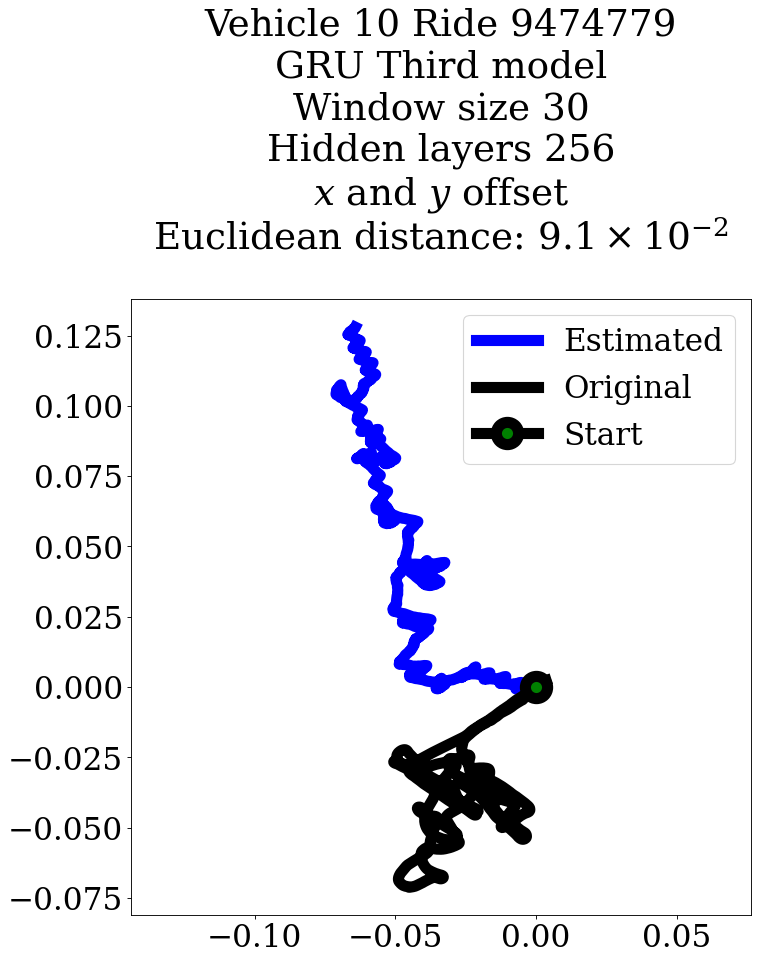 Vehicle 10 Ride 9474779
GRU Third model
Window size 30
Hidden layers 256
x and y offset
Euclidean distance: 9.1 × 10⁻²
Estimated
Original
Start
0.125
0.100
0.075
0.050
0.025
0.000
−0.025
−0.050
−0.075
−0.10 −0.05 0.00 0.05